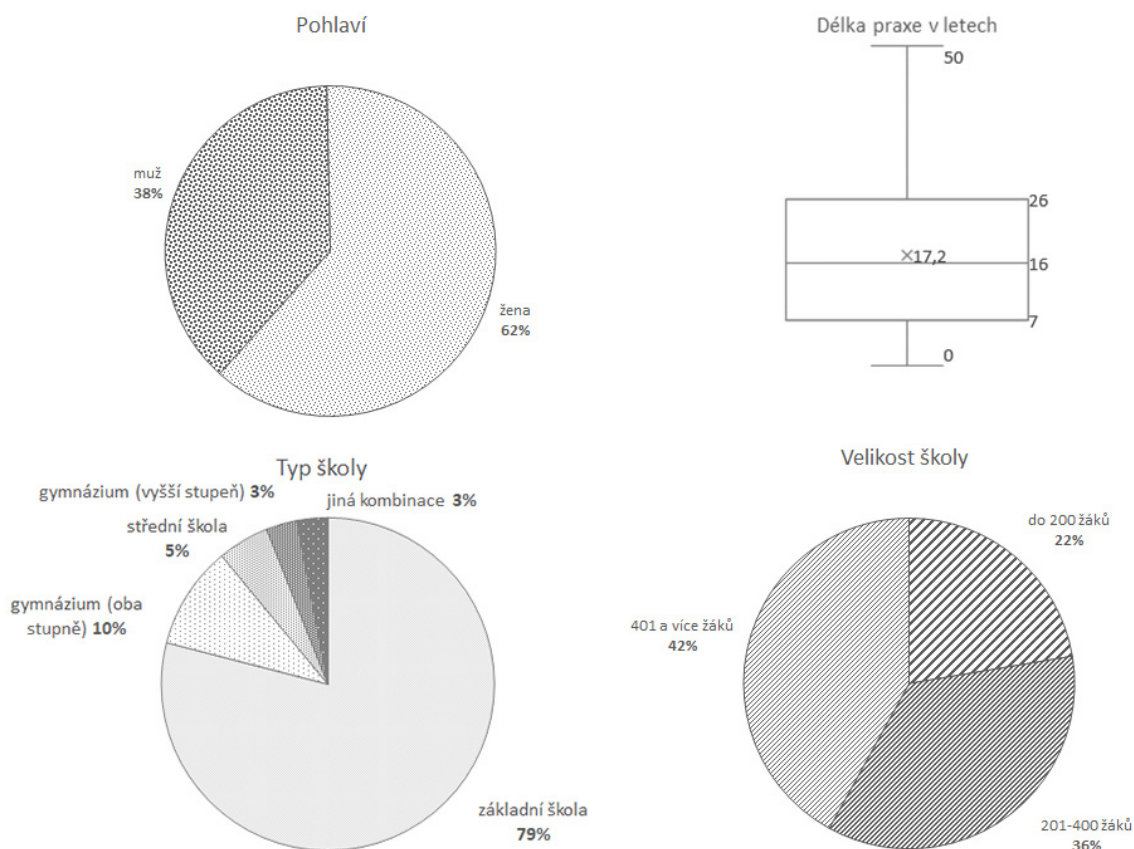 Pohlaví
muž
38%
žena
62%
Délka praxe v letech
50
26
17,2
16
7
0
Typ školy
gymnázium (vyšší stupeň) 3%
jiná kombinace 3%
střední škola
5%
gymnázium (oba
stupně) 10%
základní škola
79%
Velikost školy
do 200 žáků
22%
401 a více žáků
42%
201-400 žáků
36%